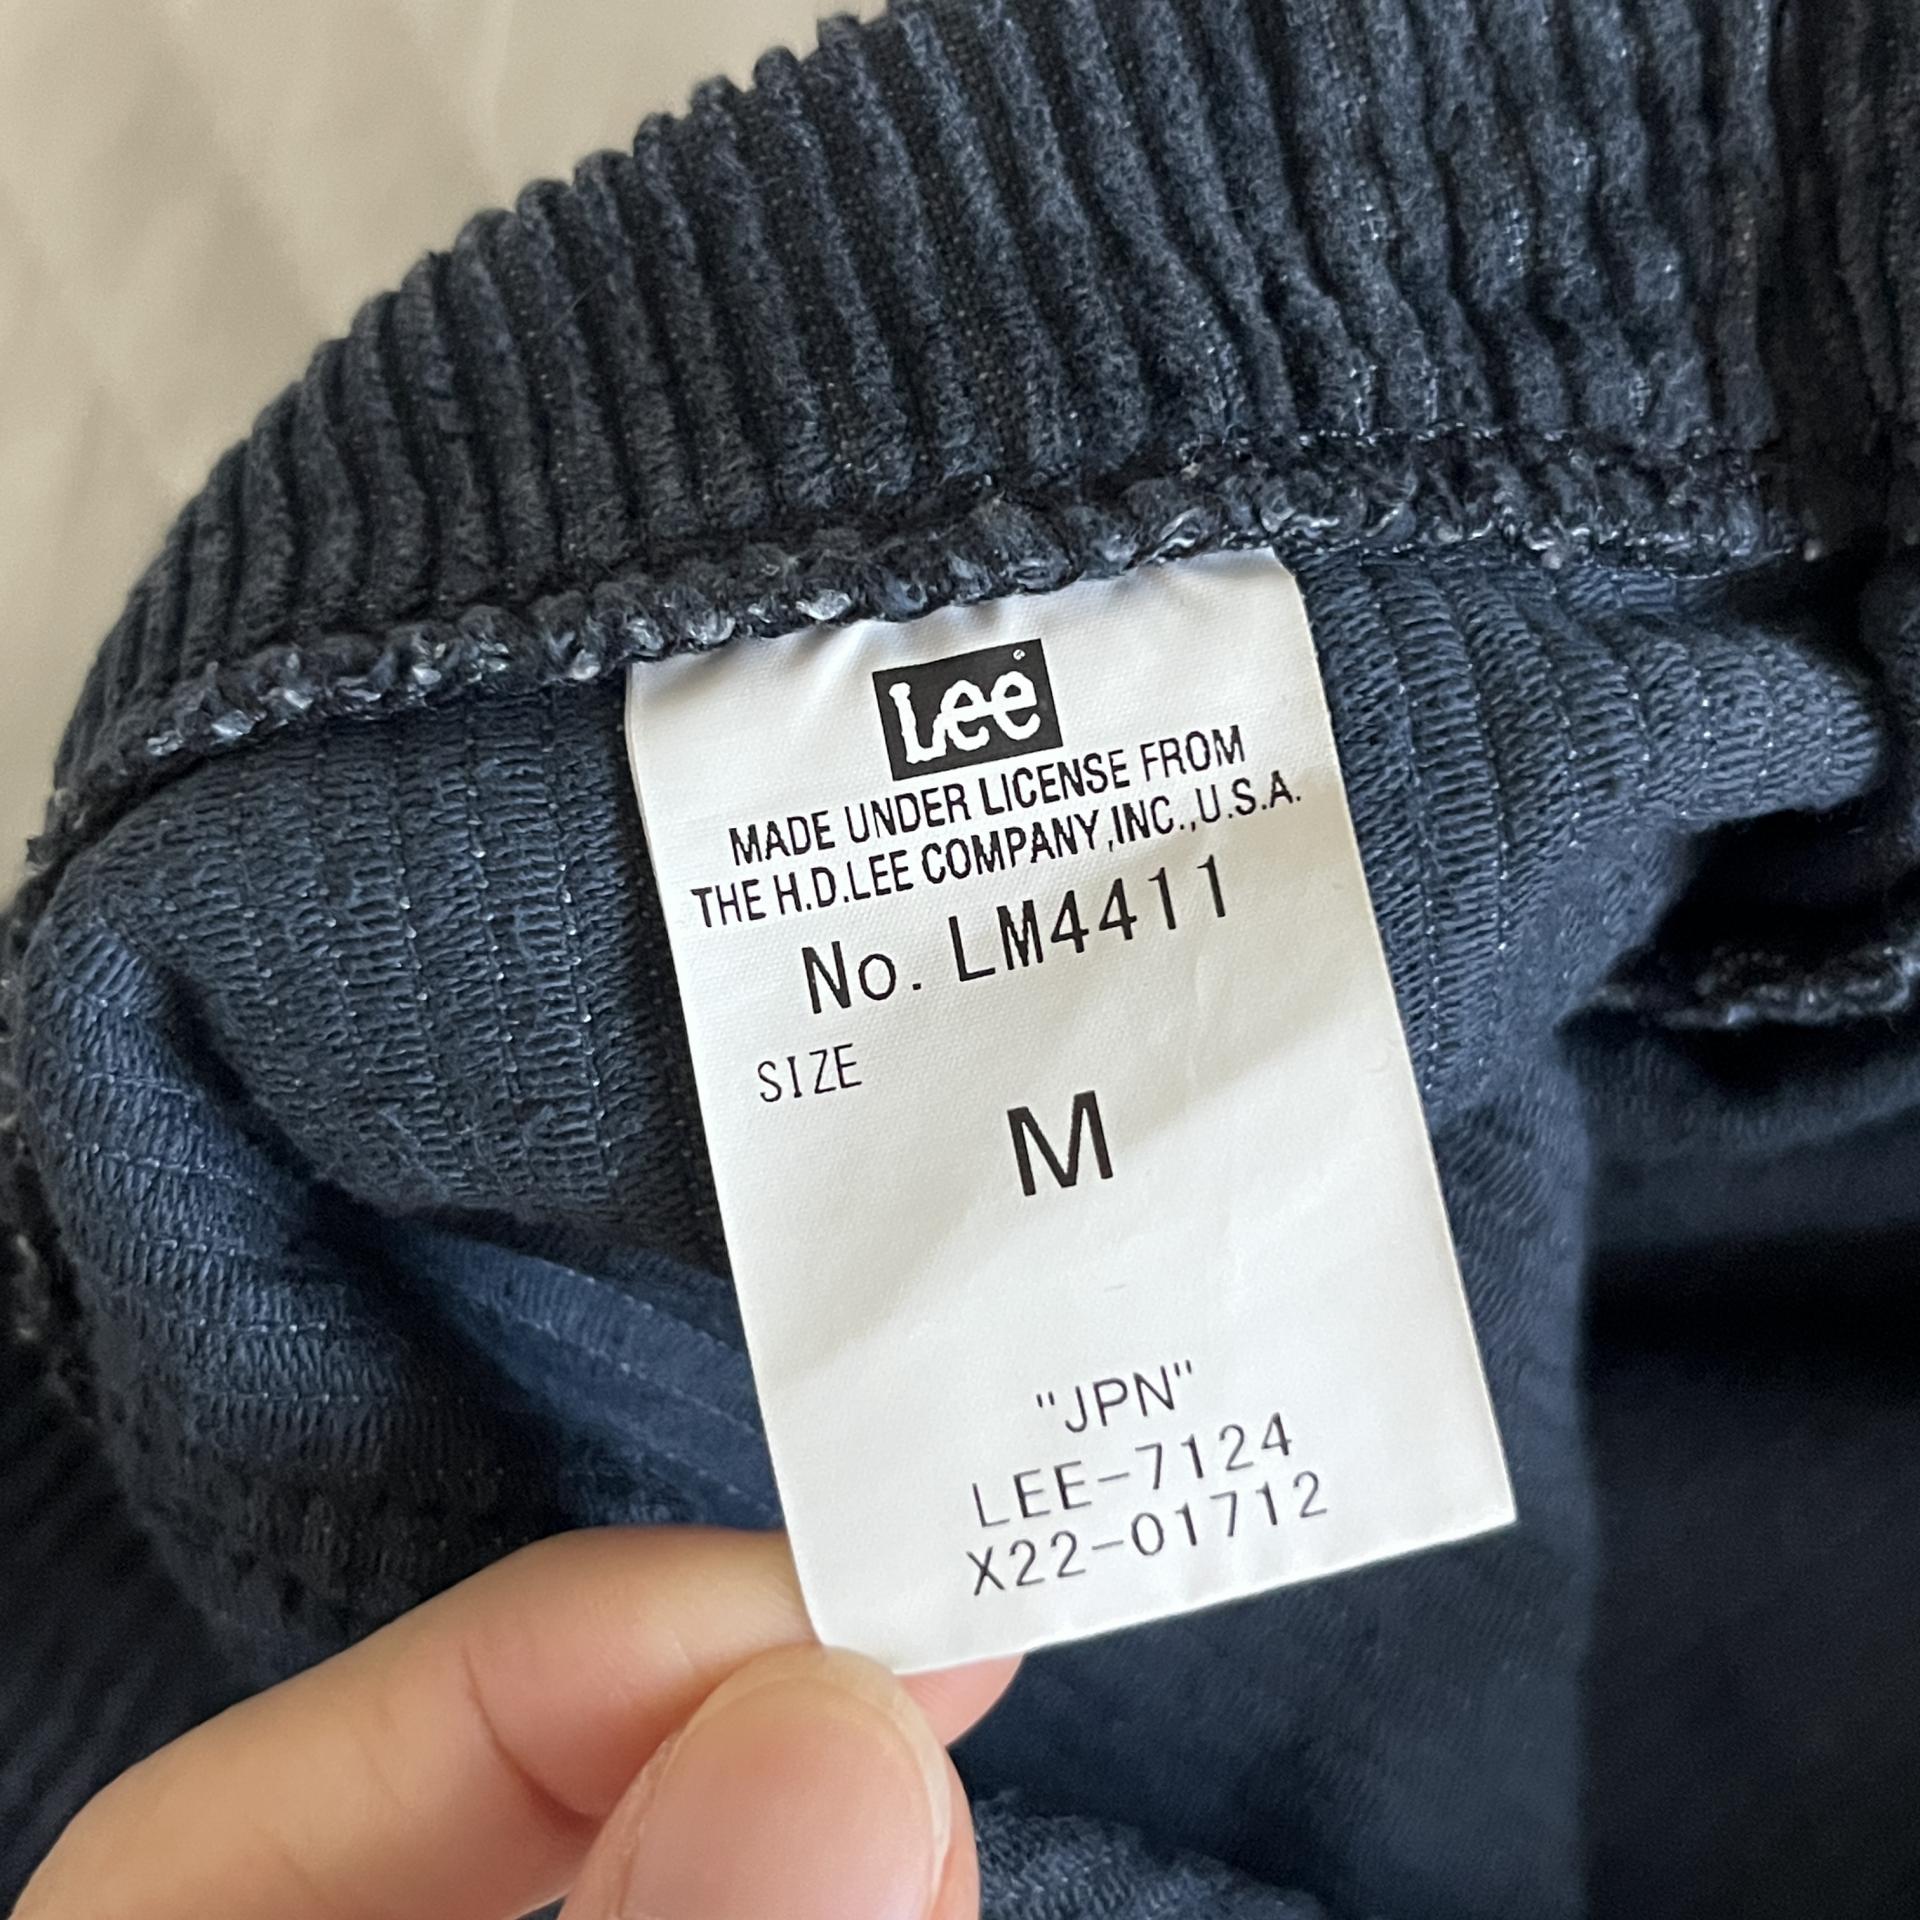 Lee
MADE UNDER LICENSE FROM
THE H.D.LEE COMPANY,INC.,U.S.A.
No. LM4411
SIZE
M
"JPN"
LEE-7124
X22-01712